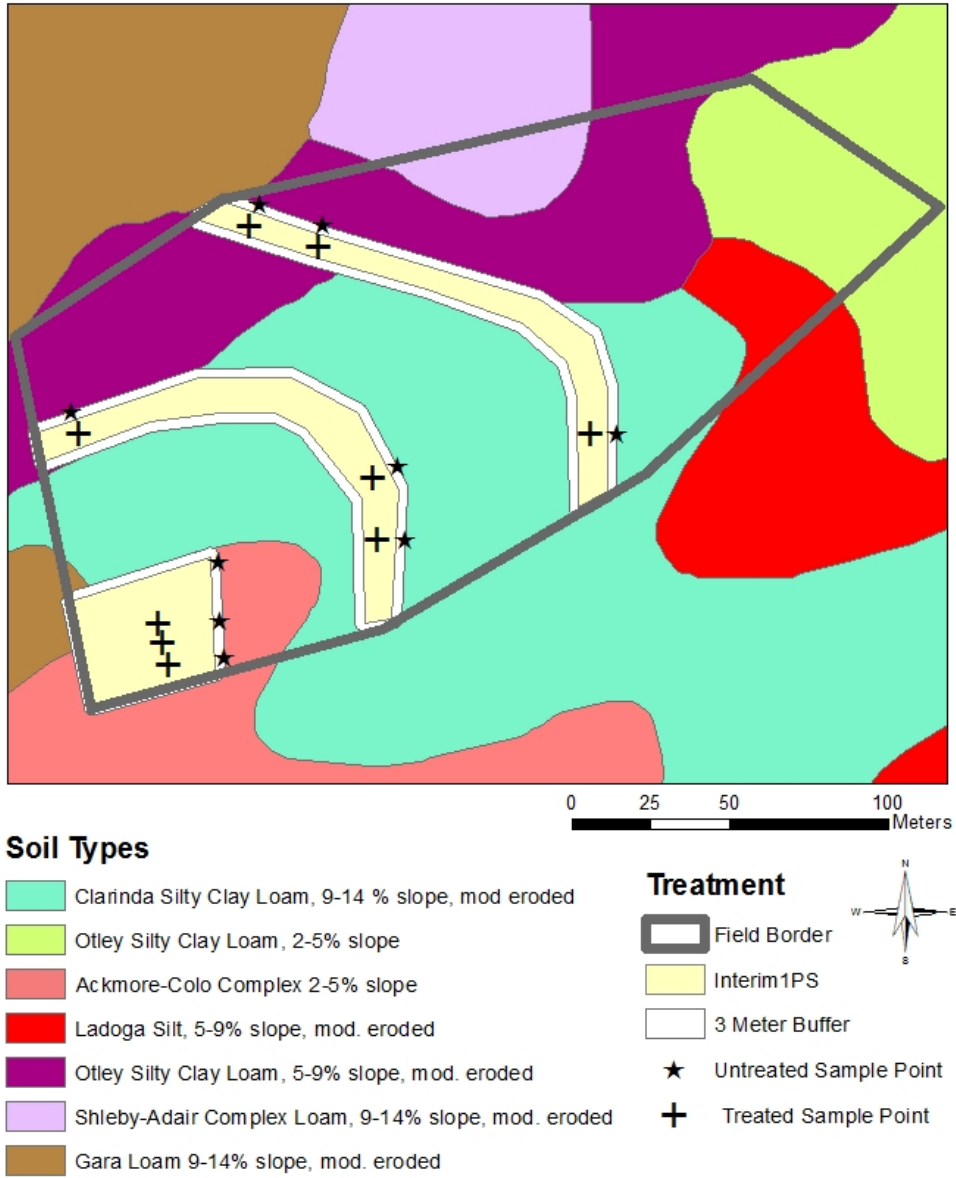 0 25 50 100
Meters
Soil Types
Clarinda Silty Clay Loam, 9-14 % slope, mod eroded
Otley Silty Clay Loam, 2-5% slope
Ackmore-Colo Complex 2-5% slope
Ladoga Silt, 5-9% slope, mod. eroded
Otley Silty Clay Loam, 5-9% slope, mod. eroded
Shleby-Adair Complex Loam, 9-14% slope, mod. eroded
Gara Loam 9-14% slope, mod. eroded
Treatment
Field Border
Interim1PS
3 Meter Buffer
Untreated Sample Point
Treated Sample Point
N
W E
S